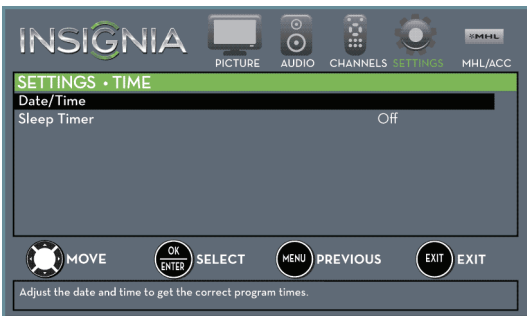 INSIGNIA
PICTURE AUDIO CHANNELS SETTINGS MHL/ACC
MHL
SETTINGS • TIME
Date/Time
Sleep Timer Off
MOVE OK ENTER SELECT MENU PREVIOUS EXIT EXIT
Adjust the date and time to get the correct program times.